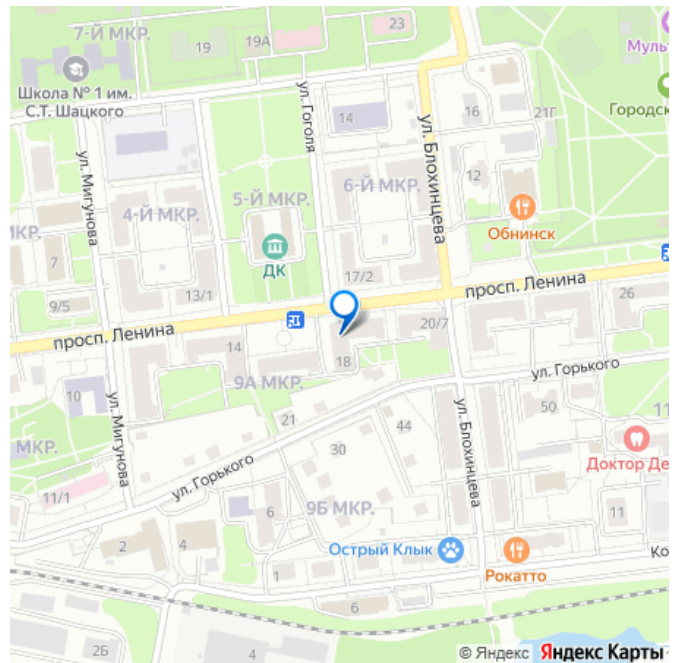 7-Й МКР.
19
19А
23
Муль
Школа № 1 им.
С.Т. Шацкого
ул. Гоголя
14
ул. Блохинцева
16
21Г
Городск
ул. Мигунова
4-Й МКР.
5-Й МКР.
6-Й МКР.
12
Обнинск
МКР.
7
ДК
17/2
9/5
13/1
просп. Ленина
26
просп. Ленина
14
18
20/7
9А МКР.
10
ул. Мигунова
21
ул. Горького
50
11
МКР.
30
44
ул. Блохинцева
Доктор Де
11/1
ул. Горького
6
9Б МКР.
11
2
4
Острый Клык
Рокатто
Ко
1
6
2Б
4
© Яндекс Яндекс Карты